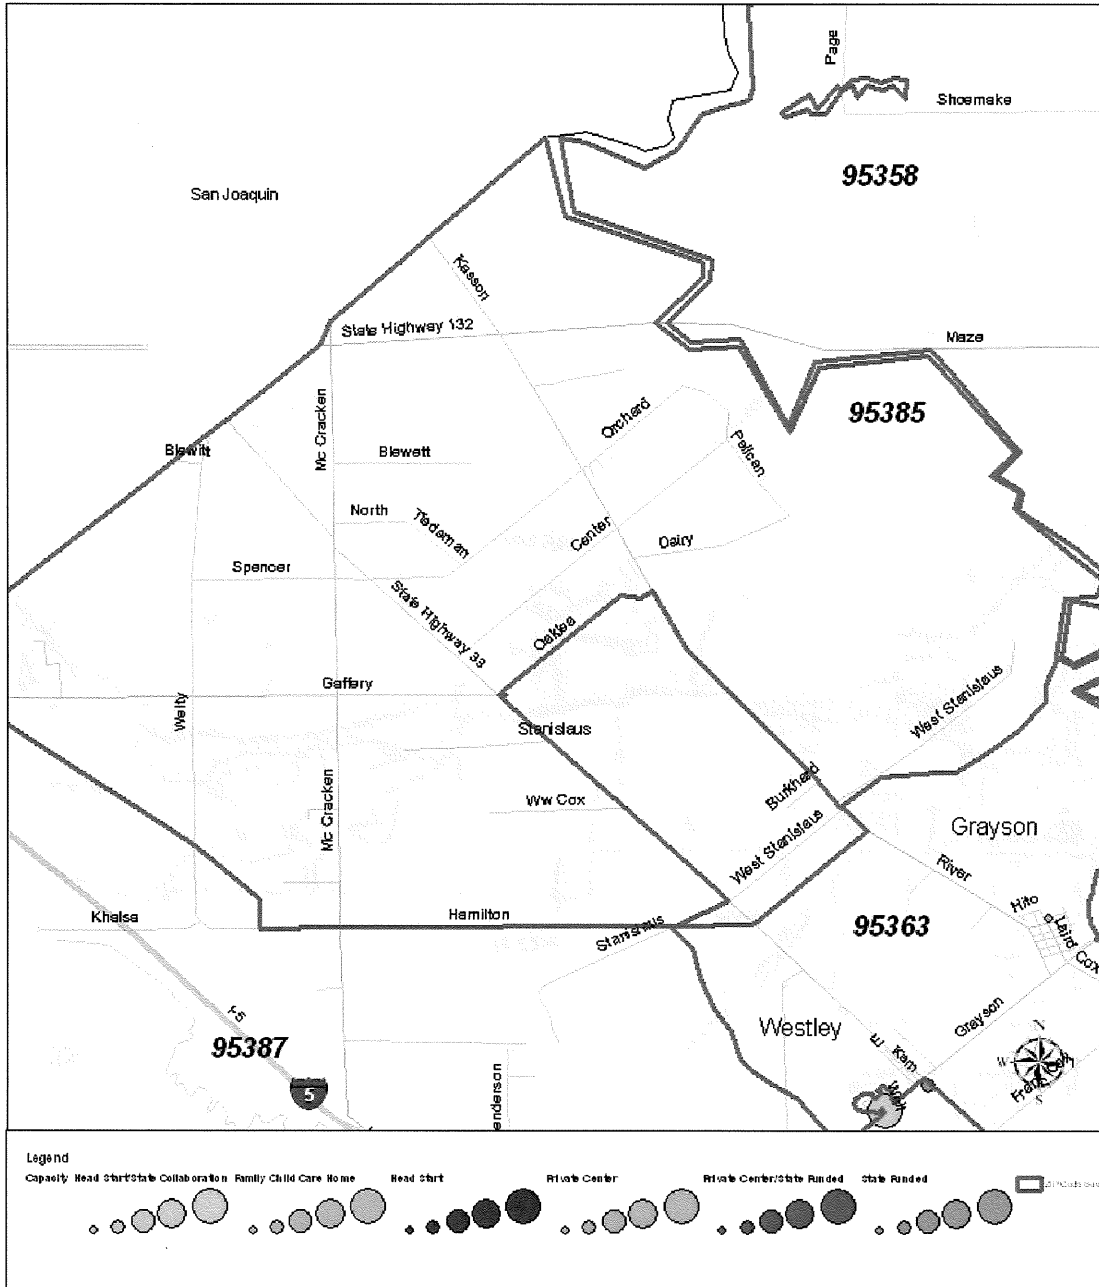 Page
Shoemake
95358
San Joaquin
Kasson
State Highway 132
Maze
Mc Cracken
Orchard
95385
Blewitt
Blewett
Pelican
North
Tiedeman
Center
Dairy
Spencer
State Highway 33
Oaklea
Gaffery
Welty
Stanislaus
West Stanislaus
Mc Cracken
Ww Cox
Burkhard
West Stanislaus
Grayson
River
Khalsa
Hamilton
Stanislaus
95363
Hito
Laird
Cox
Westley
Grayson
E
Kam
N
W
S
I-5
95387
5
enderson
Legend
Capacity Head Start/State Collaboration Family Child Care Home Head Start Private Center Private Center/State Funded State Funded